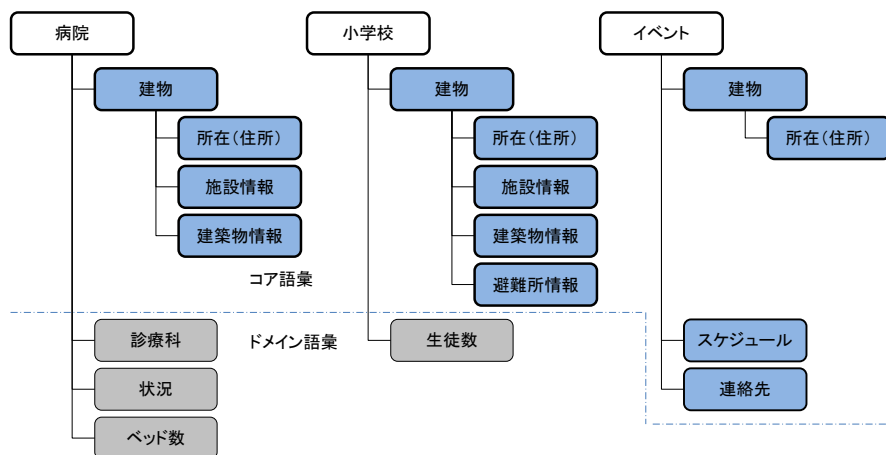 病院
建物
所在(住所)
施設情報
建築物情報
コア語彙
診療科
ドメイン語彙
状況
ベッド数
小学校
建物
所在(住所)
施設情報
建築物情報
避難所情報
生徒数
イベント
建物
所在(住所)
スケジュール
連絡先